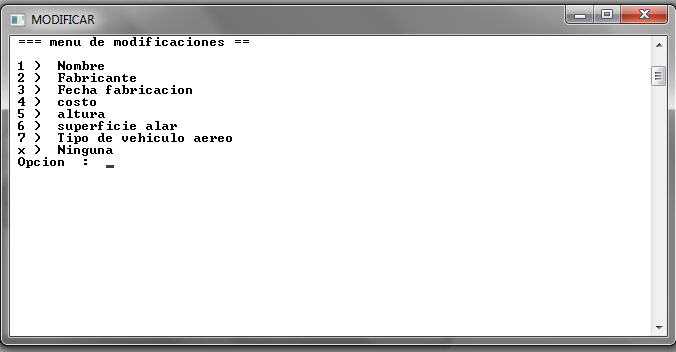 MODIFICAR
=== menu de modificaciones ==
1 )  Nombre
2 )  Fabricante
3 )  Fecha fabricacion
4 )  costo
5 )  altura
6 )  superficie alar
7 )  Tipo de vehiculo aereo
x )  Ninguna
Opcion  :  _